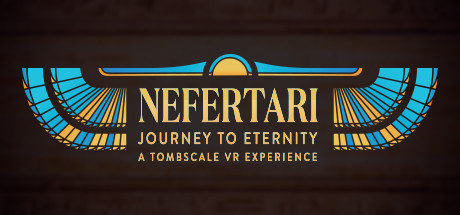 NEFERTARI
JOURNEY TO ETERNITY
A TOMBSCALE VR EXPERIENCE